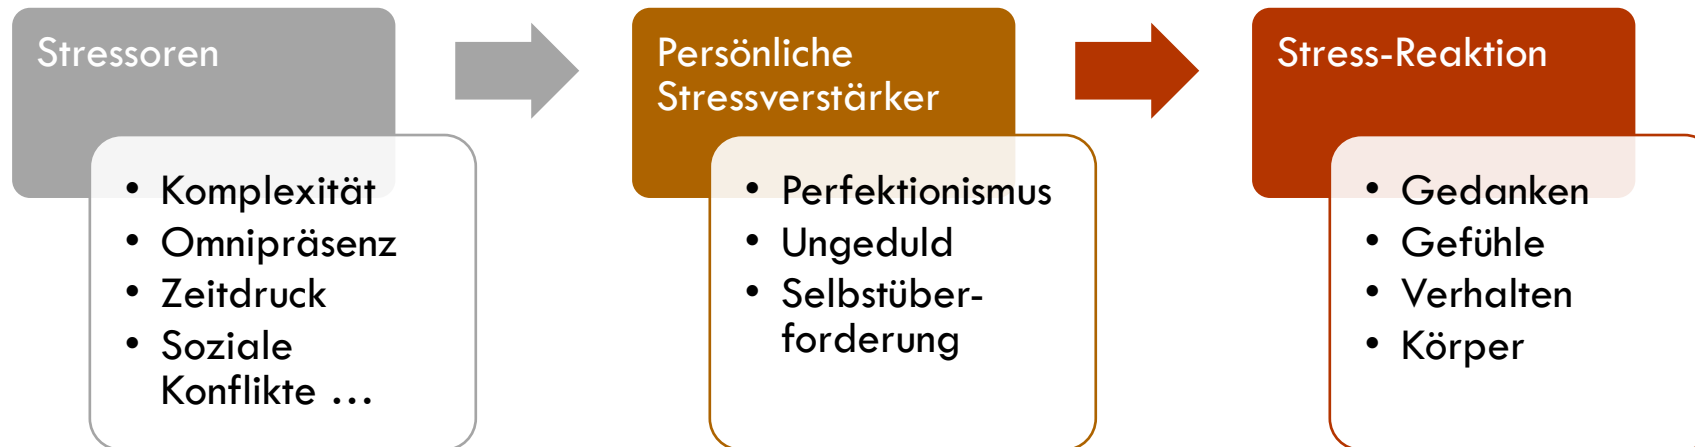 Stressoren
• Komplexität
• Omnipräsenz
• Zeitdruck
• Soziale
Konflikte …
Persönliche
Stressverstärker
• Perfektionismus
• Ungeduld
• Selbstüber-
forderung
Stress-Reaktion
• Gedanken
• Gefühle
• Verhalten
• Körper